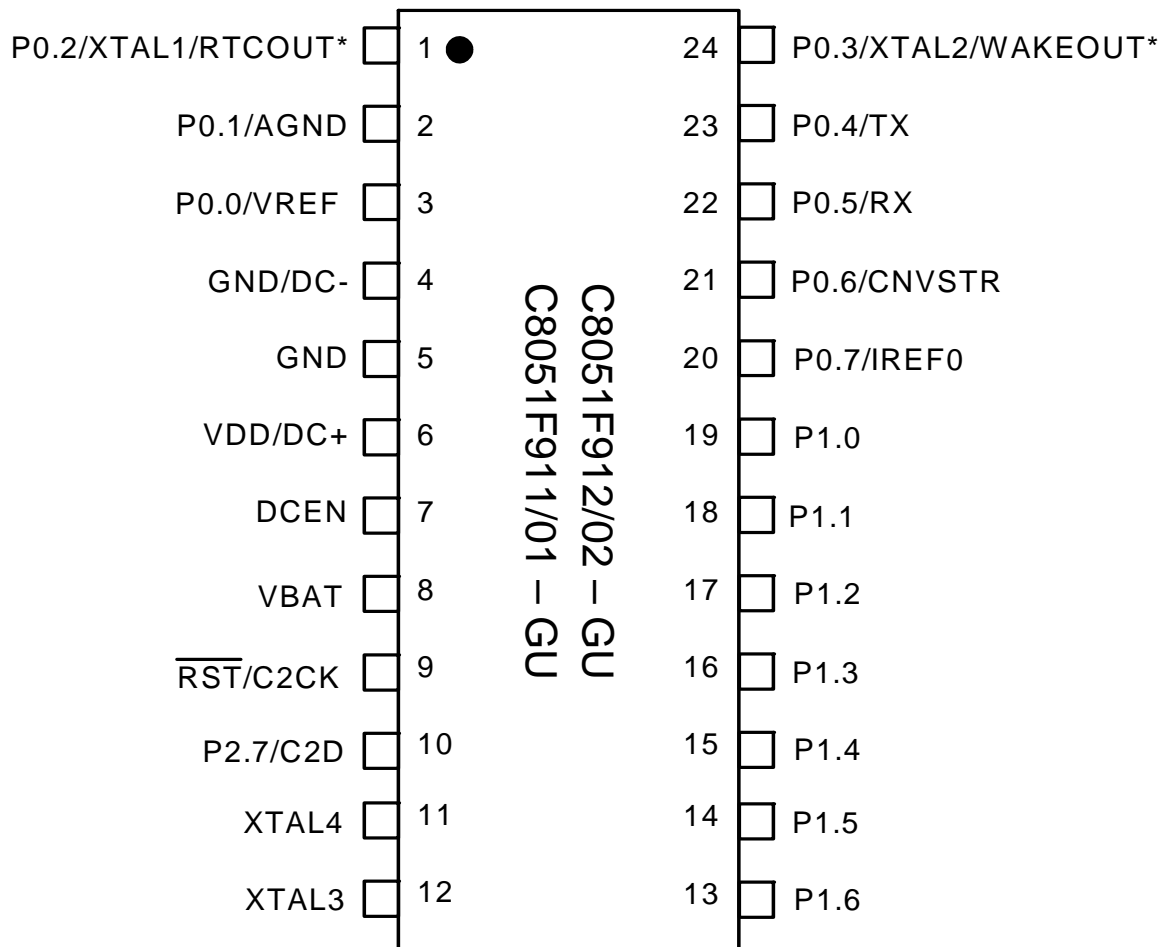 P0.2/XTAL1/RTCOUT* 1 24 P0.3/XTAL2/WAKEOUT*
P0.1/AGND 2 23 P0.4/TX
P0.0/VREF 3 22 P0.5/RX
GND/DC- 4 21 P0.6/CNVSTR
GND 5 20 P0.7/IREF0
VDD/DC+ 6 19 P1.0
DCEN 7 18 P1.1
VBAT 8 17 P1.2
R̅S̅T̅/C2CK 9 16 P1.3
P2.7/C2D 10 15 P1.4
XTAL4 11 14 P1.5
XTAL3 12 13 P1.6
C8051F912/02 – GU
C8051F911/01 – GU